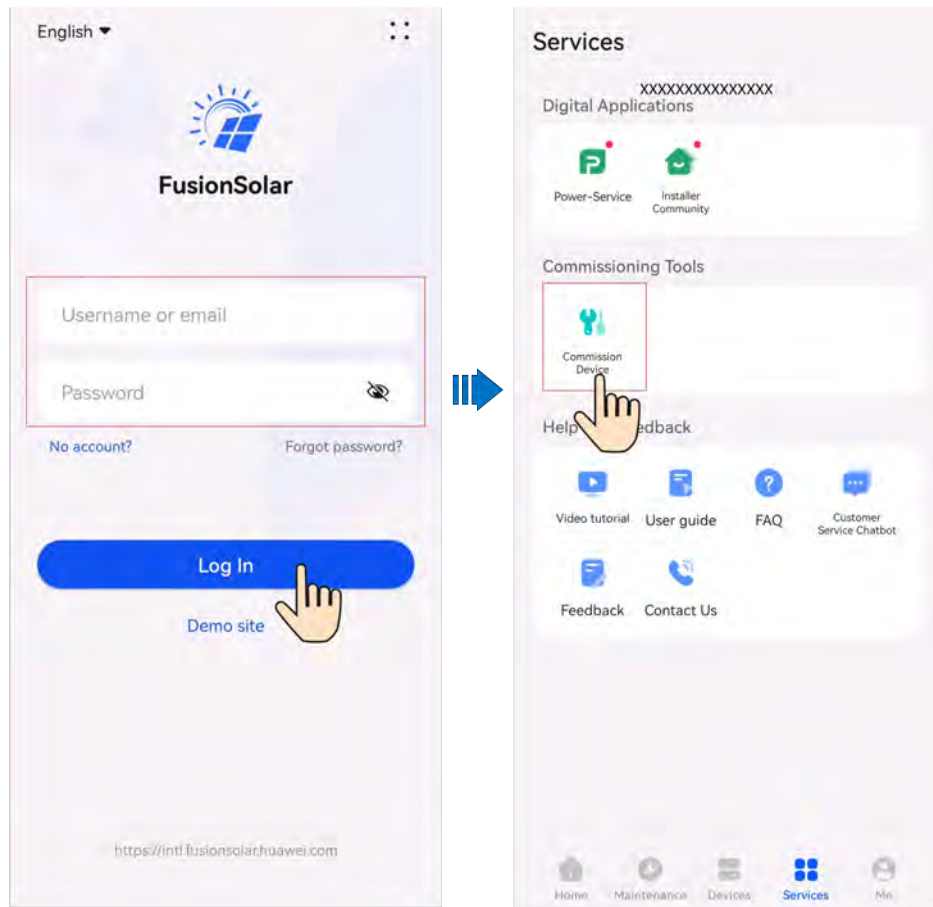 English
FusionSolar
Username or email
Password
No account? Forgot password?
Log In
Demo site
https://intl.fusionsolar.huawei.com
Services
XXXXXXXXXXXXXXXX
Digital Applications
Power-Service
Installer
Community
Commissioning Tools
Commission
Device
Help edback
Video tutorial User guide FAQ Customer
Service Chatbot
Feedback Contact Us
Home Maintenance Devices Services Me